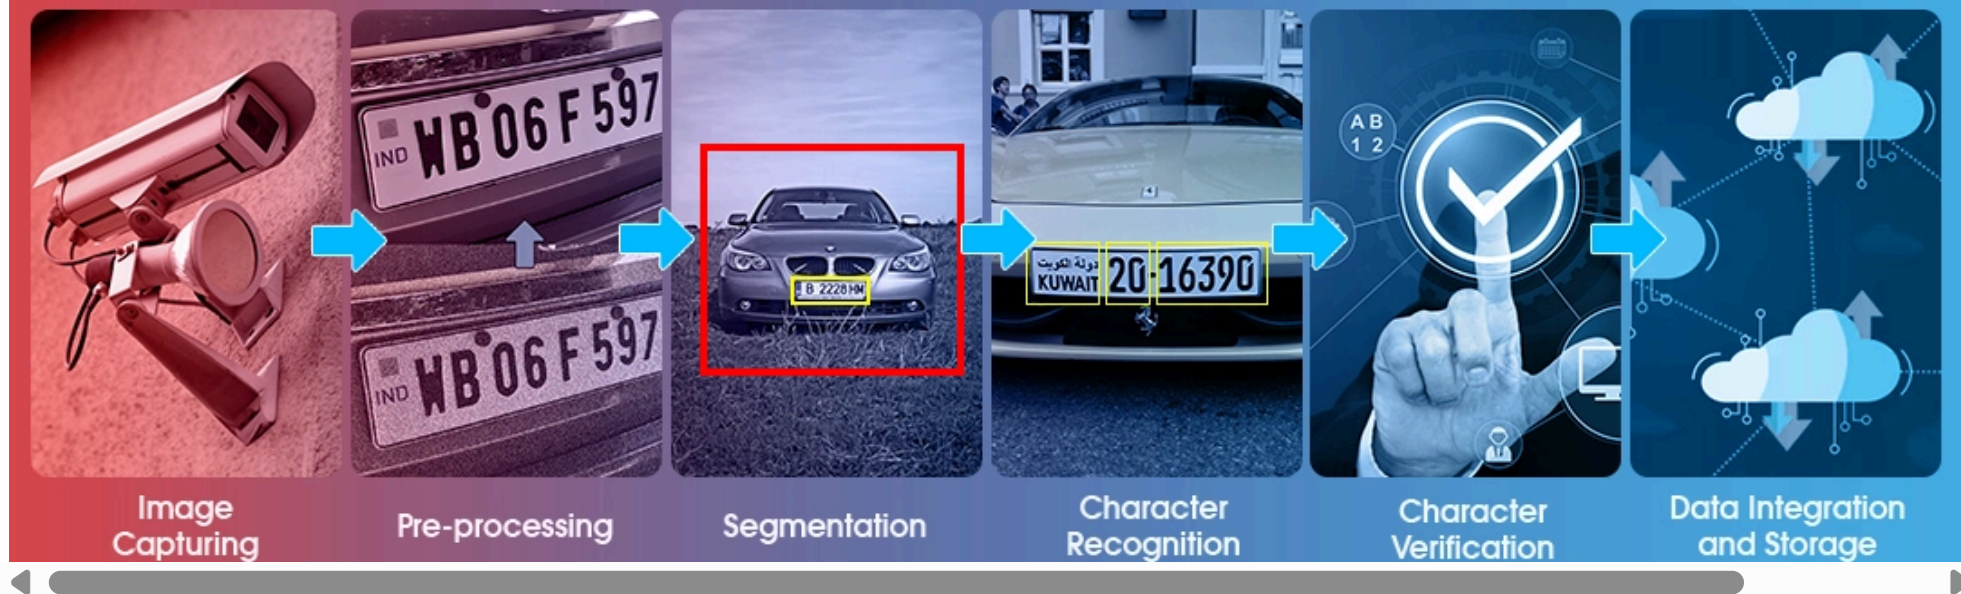 WB 06 F 597
IND
WB 06 F 597
IND
B 2228 HM
دولة الكويت
KUWAIT
20-16390
A B
1 2
Image
Capturing
Pre-processing
Segmentation
Character
Recognition
Character
Verification
Data Integration
and Storage